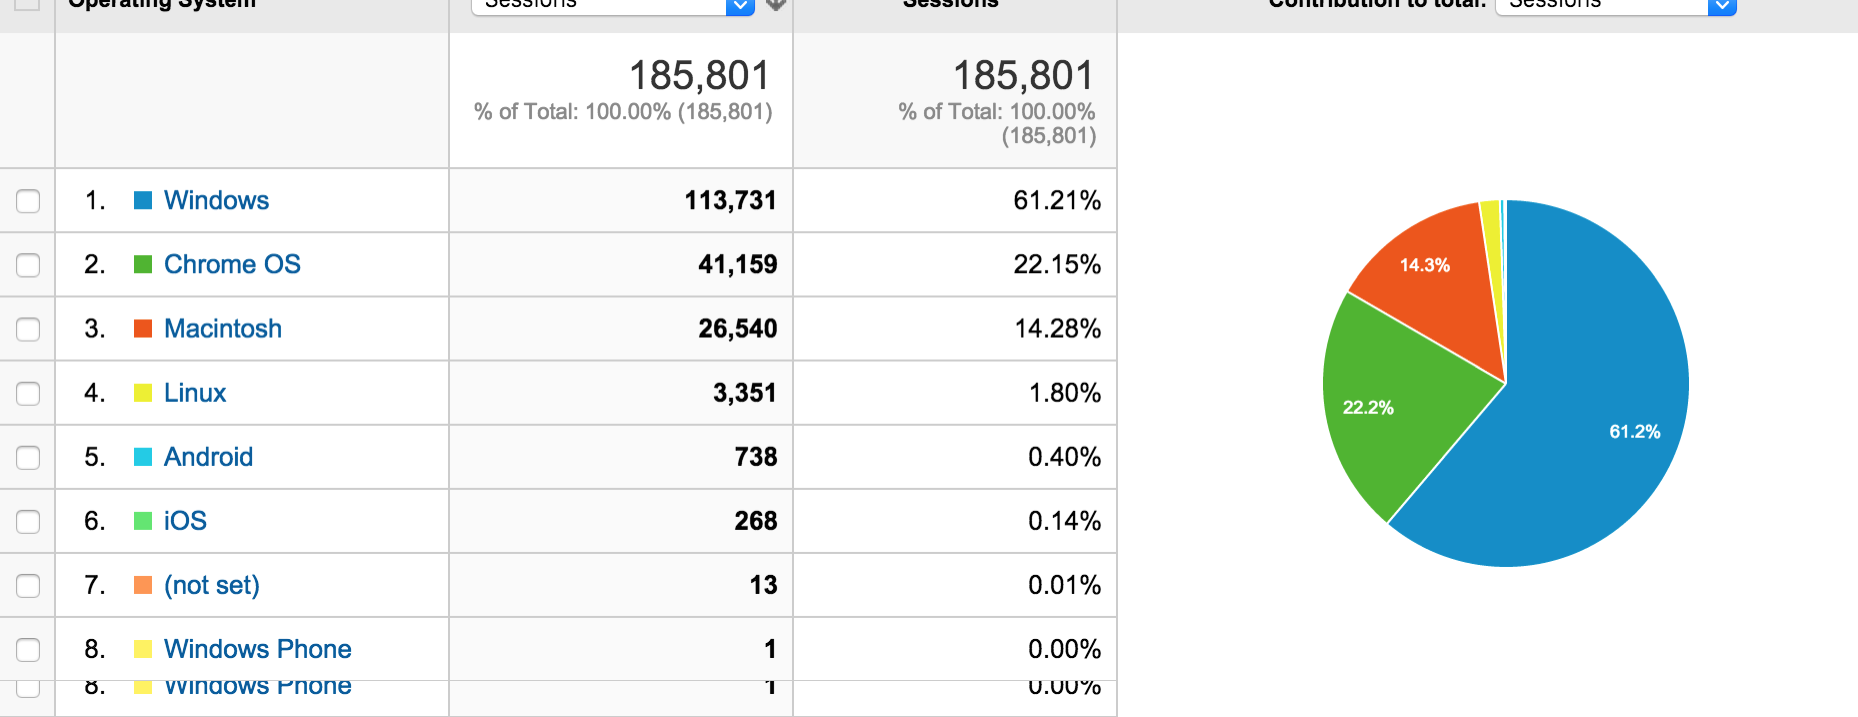 Operating System Sessions Sessions Contribution to total: Sessions
185,801 185,801
% of Total: 100.00% (185,801) % of Total: 100.00%
(185,801)
1. Windows 113,731 61.21%
2. Chrome OS 41,159 22.15%
3. Macintosh 26,540 14.28%
4. Linux 3,351 1.80%
5. Android 738 0.40%
6. iOS 268 0.14%
7. (not set) 13 0.01%
8. Windows Phone 1 0.00%
8. Windows Phone 1 0.00%
14.3%
22.2%
61.2%